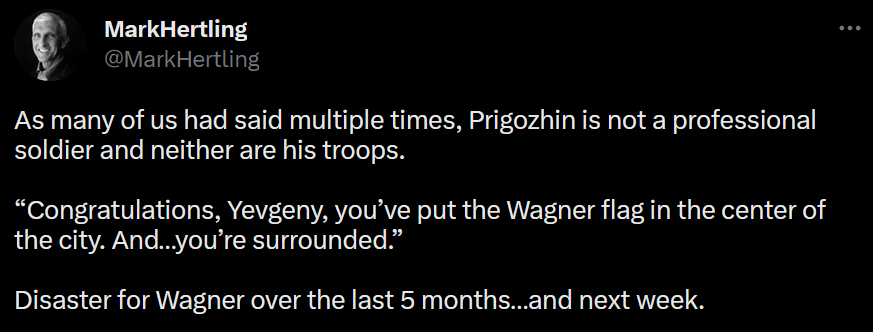 MarkHertling
@MarkHertling
As many of us had said multiple times, Prigozhin is not a professional
soldier and neither are his troops.
“Congratulations, Yevgeny, you’ve put the Wagner flag in the center of
the city. And...you’re surrounded.”
Disaster for Wagner over the last 5 months...and next week.